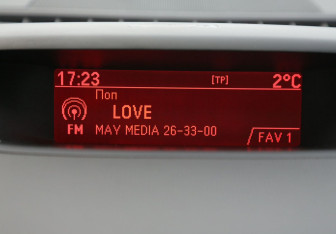 17:23 [TP] 2°C
Поп
LOVE
FM MAY MEDIA 26-33-00
FAV 1